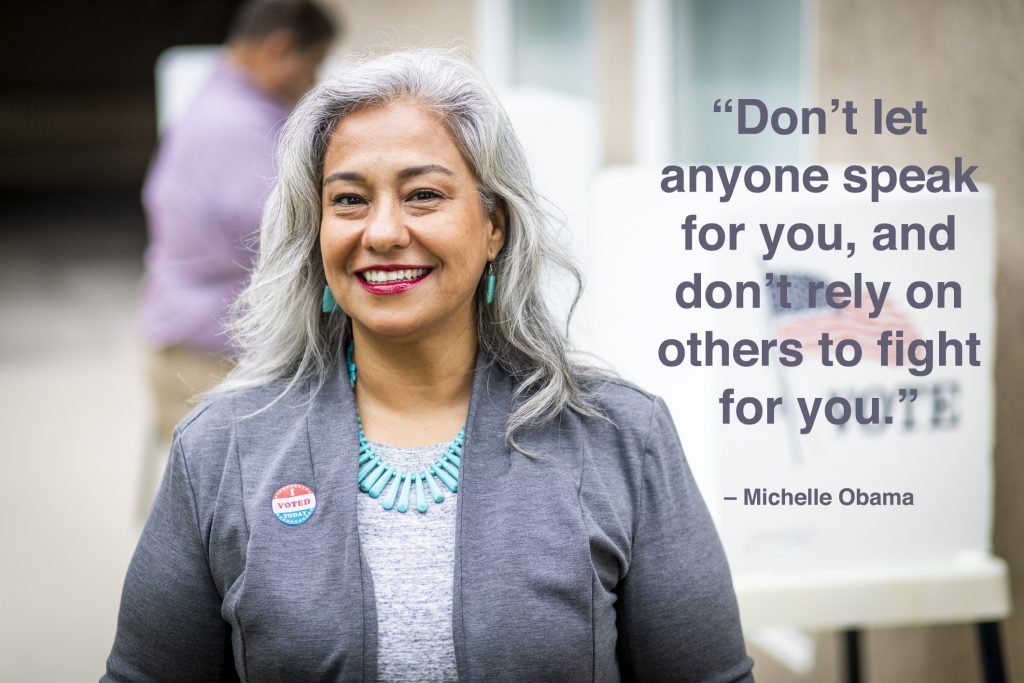 “Don’t let
anyone speak
for you, and
don’t rely on
others to fight
for you.”
– Michelle Obama
VOTE
I
VOTED
TODAY